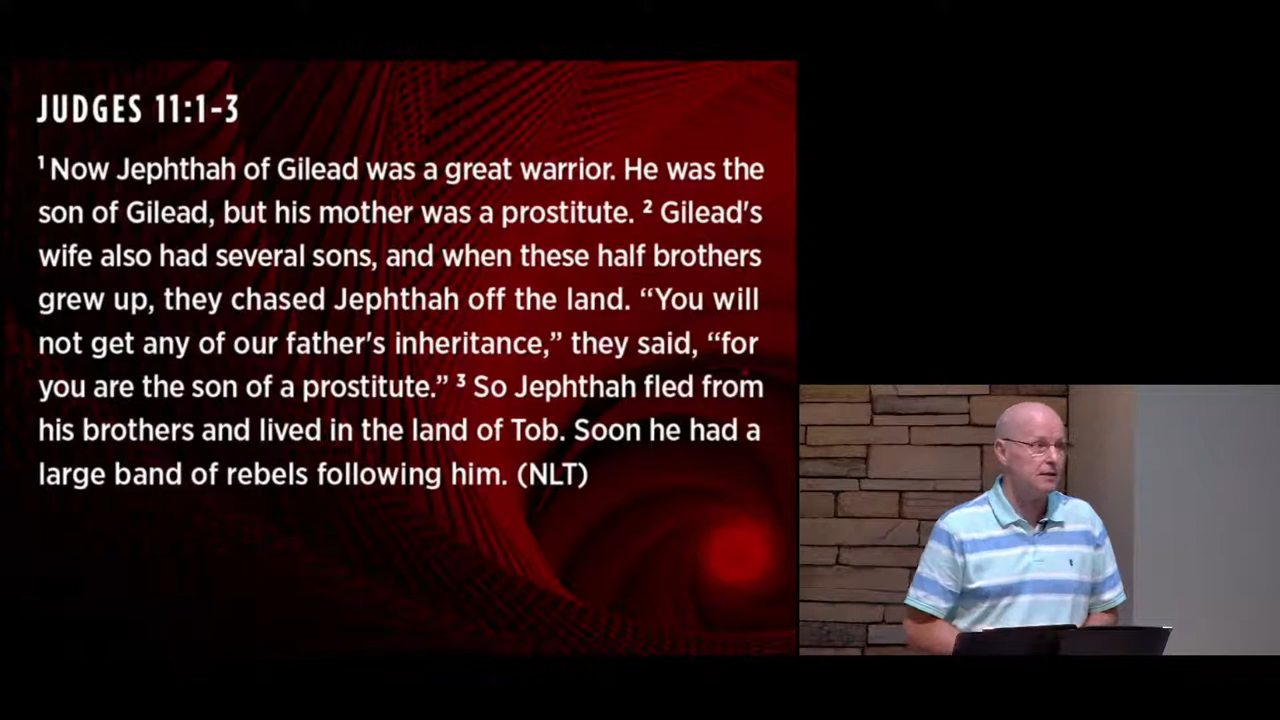 JUDGES 11:1-3
¹ Now Jephthah of Gilead was a great warrior. He was the
son of Gilead, but his mother was a prostitute. ² Gilead's
wife also had several sons, and when these half brothers
grew up, they chased Jephthah off the land. “You will
not get any of our father's inheritance,” they said, “for
you are the son of a prostitute.” ³ So Jephthah fled from
his brothers and lived in the land of Tob. Soon he had a
large band of rebels following him. (NLT)